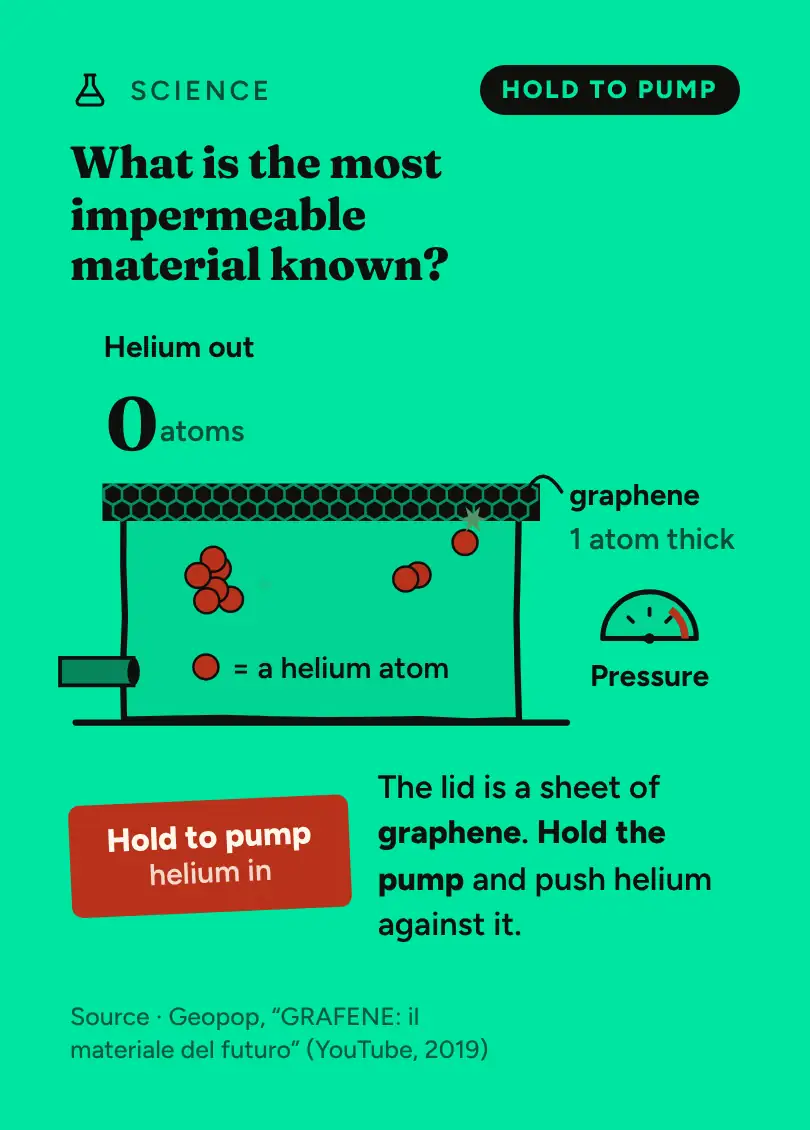 SCIENCE
HOLD TO PUMP
What is the most
impermeable
material known?
Helium out
0 atoms
graphene
1 atom thick
= a helium atom
Pressure
Hold to pump
helium in
The lid is a sheet of
graphene. Hold the
pump and push helium
against it.
Source · Geopop, “GRAFENE: il
materiale del futuro” (YouTube, 2019)